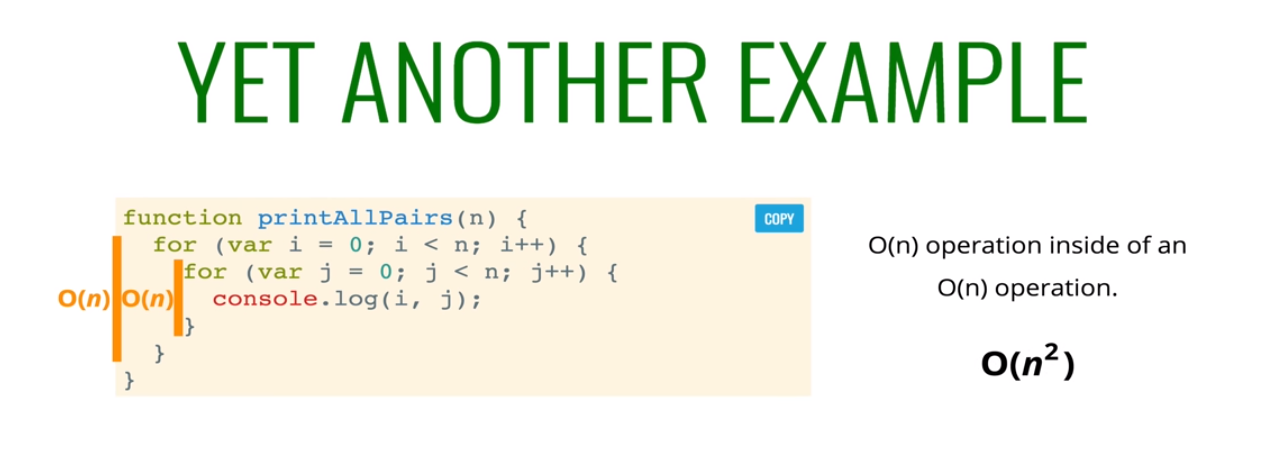 YET ANOTHER EXAMPLE
function printAllPairs(n) {
for (var i = 0; i < n; i++) {
for (var j = 0; j < n; j++) {
console.log(i, j);
}
}
}
COPY
O(n)
O(n)
O(n) operation inside of an
O(n) operation.
O(n²)